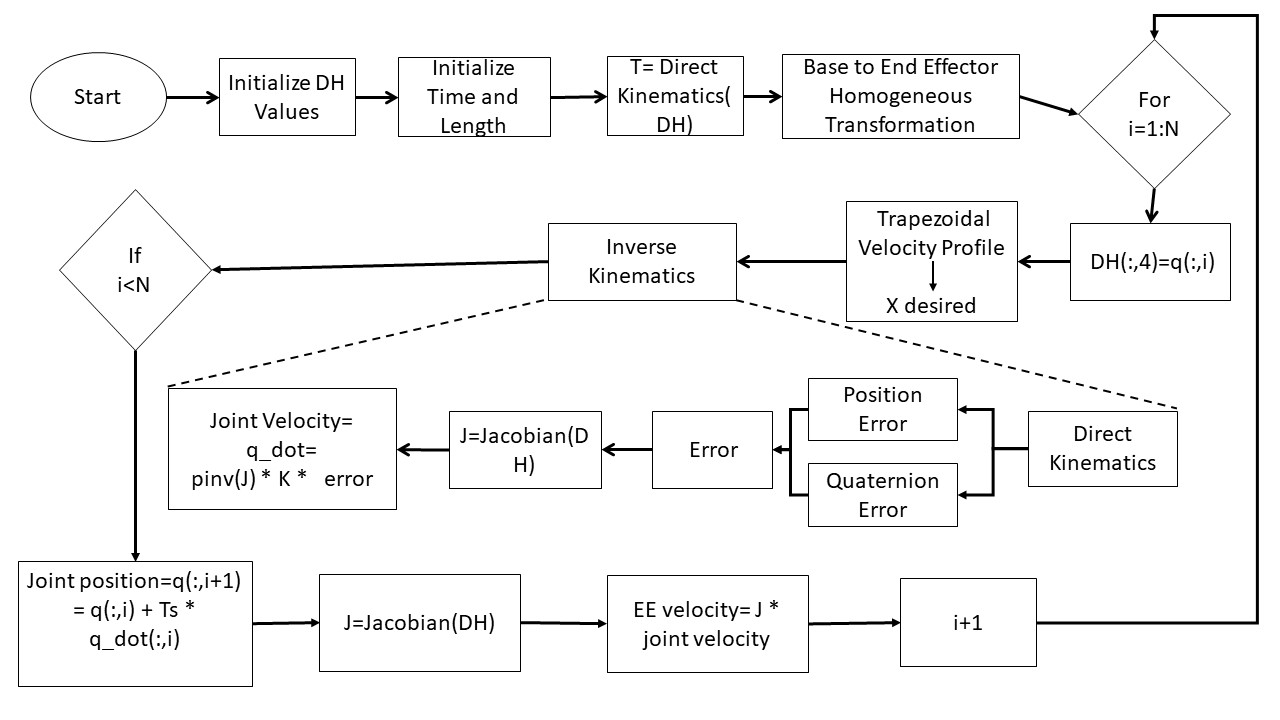 Start
Initialize DH
Values
Initialize
Time and
Length
T= Direct
Kinematics(
DH)
Base to End Effector
Homogeneous
Transformation
For
i=1:N
If
i<N
Inverse
Kinematics
Trapezoidal
Velocity Profile
X desired
DH(:,4)=q(:,i)
Joint Velocity=
q_dot=
pinv(J) * K *   error
J=Jacobian(D
H)
Error
Position
Error
Quaternion
Error
Direct
Kinematics
Joint position=q(:,i+1)
= q(:,i) + Ts *
q_dot(:,i)
J=Jacobian(DH)
EE velocity= J *
joint velocity
i+1